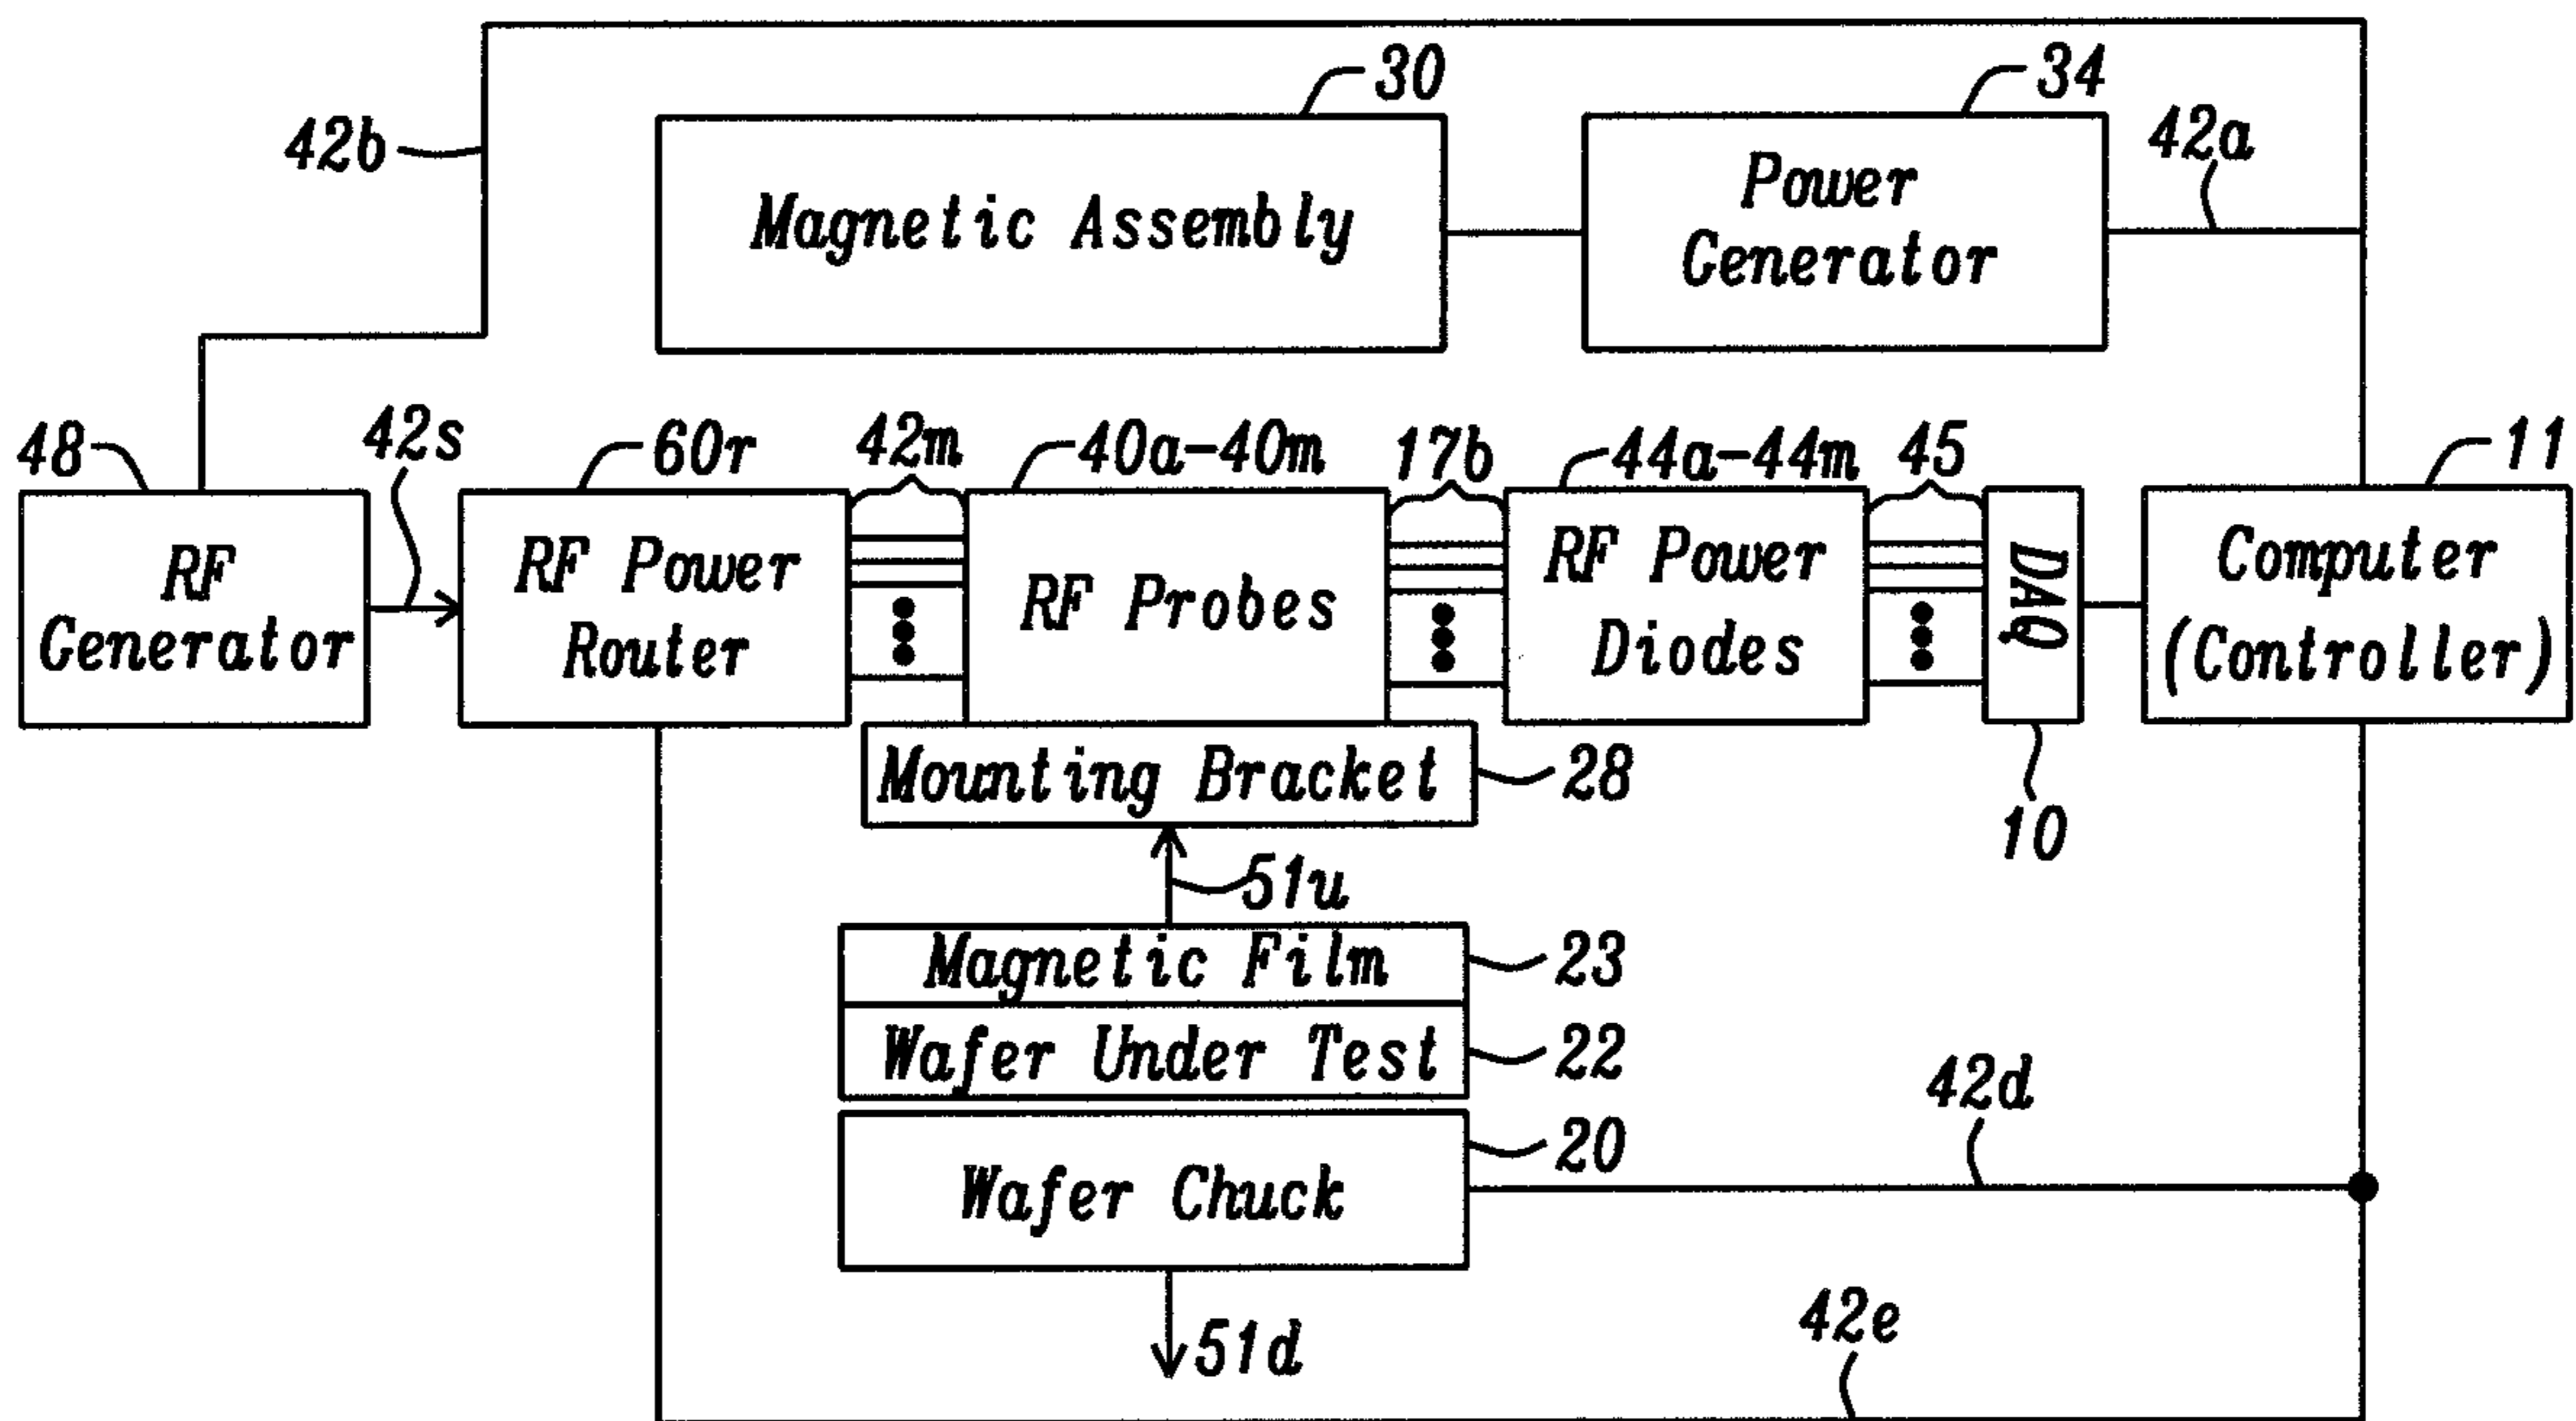 30
34
42b
42a
Magnetic Assembly
Power
Generator
48
42s
60r
42m
40a-40m
17b
44a-44m
45
11
RF
Generator
RF Power
Router
RF Probes
RF Power
Diodes
DAQ
Computer
(Controller)
Mounting Bracket
28
10
51u
Magnetic Film
23
Wafer Under Test
22
42d
20
Wafer Chuck
51d
42e